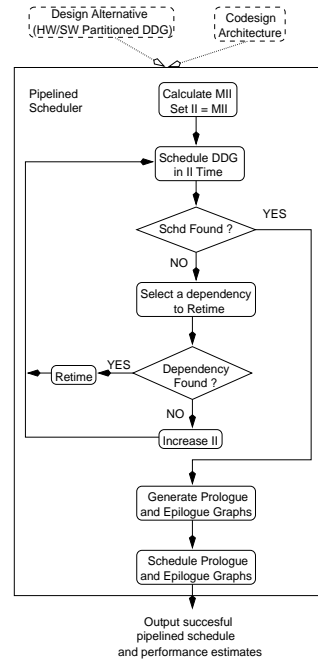 Design Alternative
(HW/SW Partitioned DDG)
Codesign
Architecture
Pipelined
Scheduler
Calculate MII
Set II = MII
Schedule DDG
in II Time
Schd Found ?
YES
NO
Select a dependency
to Retime
Dependency
Found ?
YES
Retime
NO
Increase II
Generate Prologue
and Epilogue Graphs
Schedule Prologue
and Epilogue Graphs
Output succesful
pipelined schedule
and performance estimates